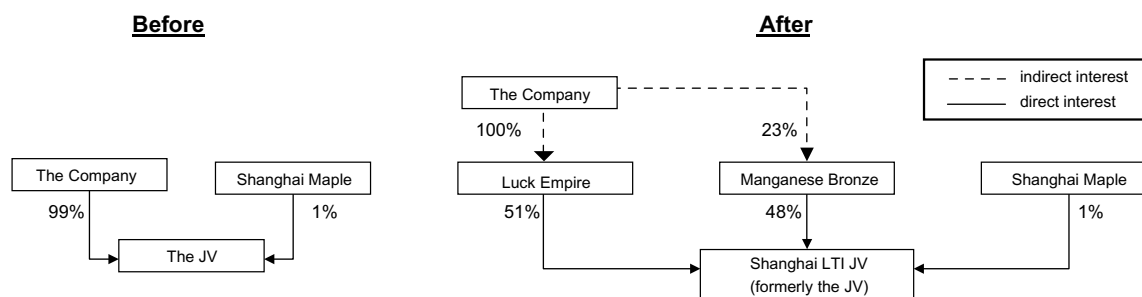 Before
After
indirect interest
direct interest
The Company
100%
23%
The Company
Shanghai Maple
Luck Empire
Manganese Bronze
Shanghai Maple
99%
1%
51%
48%
1%
The JV
Shanghai LTI JV
(formerly the JV)